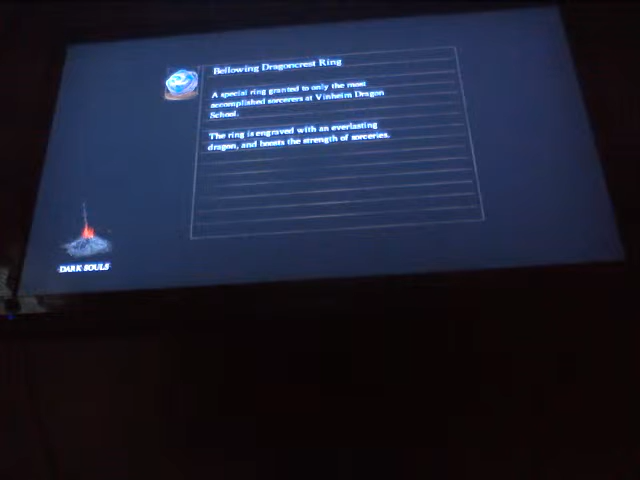 Bellowing Dragoncrest Ring
A special ring granted to only the most
accomplished sorcerers at Vinheim Dragon
School.
The ring is engraved with an everlasting
dragon, and boosts the strength of sorceries.
DARK SOULS